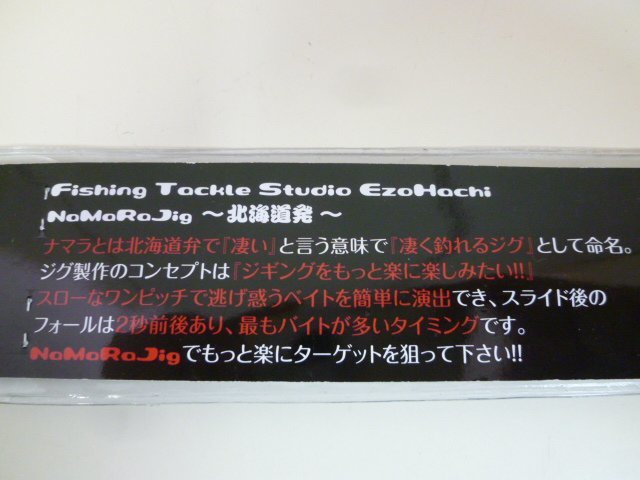 Fishing Tackle Studio EzoHachi
NaMaRaJig 〜北海道発〜
ナマラとは北海道弁で『凄い』と言う意味で『凄く釣れるジグ』として命名。
ジグ製作のコンセプトは『ジギングをもっと楽に楽しみたい!!』
スローなワンピッチで逃げ惑うベイトを簡単に演出でき、スライド後の
フォールは2秒前後あり、最もバイトが多いタイミングです。
NaMaRaJigでもっと楽にターゲットを狙って下さい!!